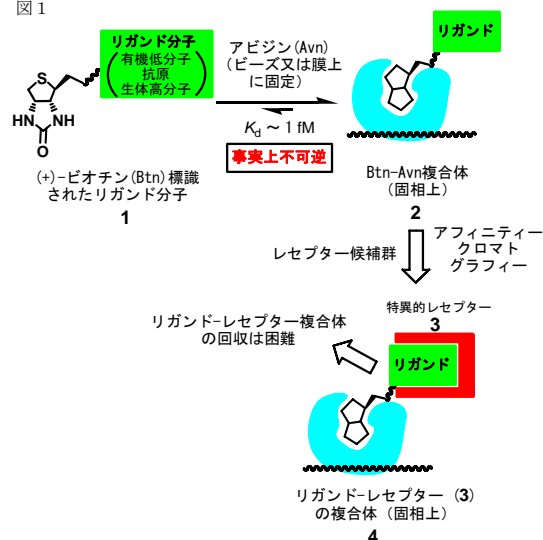 図1
リガンド分子
有機低分子
抗原
生体高分子
S
HN
NH
O
(+)-ビオチン(Btn)標識
されたリガンド分子
1
アビジン(Avn)
(ビーズ又は膜上
に固定)
Kd ~ 1 fM
事実上不可逆
リガンド
Btn-Avn複合体
(固相上)
2
レセプター候補群
アフィニティー
クロマト
グラフィー
特異的レセプター
3
リガンド
リガンド-レセプター複合体
の回収は困難
リガンド-レセプター (3)
の複合体 (固相上)
4